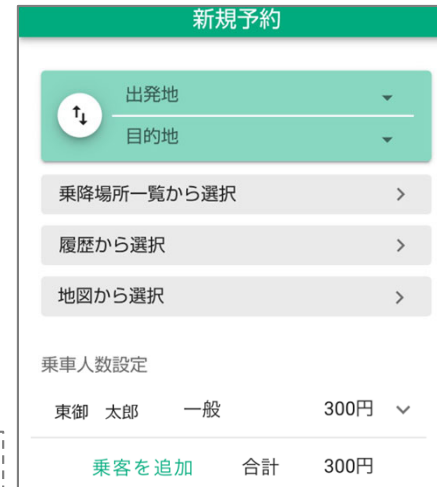 新規予約
出発地
目的地
乗降場所一覧から選択
履歴から選択
地図から選択
乗車人数設定
東御 太郎 一般 300円
乗客を追加 合計 300円